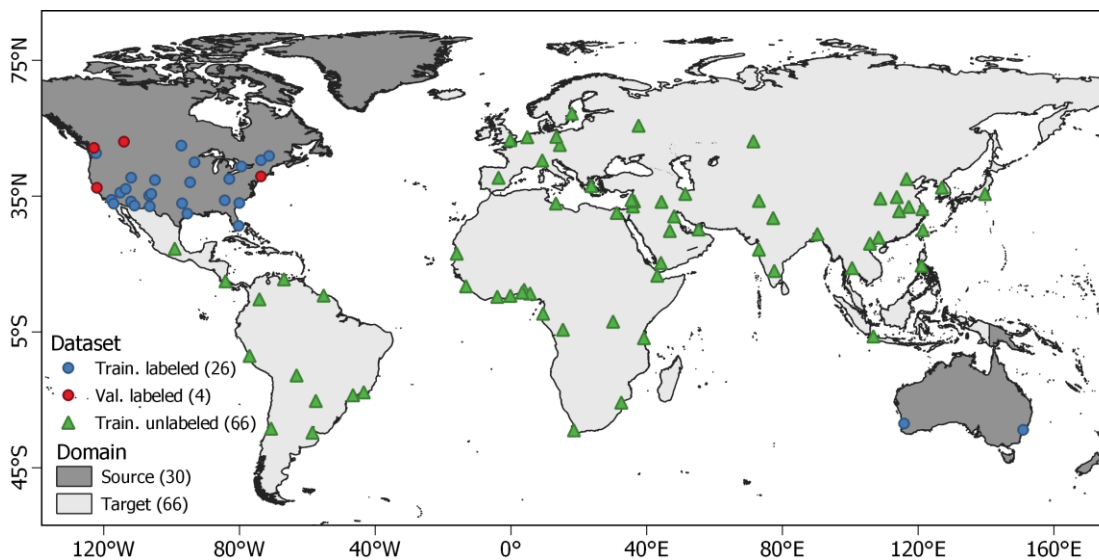 75°N
35°N
5°S
45°S
Dataset
Train. labeled (26)
Val. labeled (4)
Train. unlabeled (66)
Domain
Source (30)
Target (66)
120°W 80°W 40°W 0° 40°E 80°E 120°E 160°E